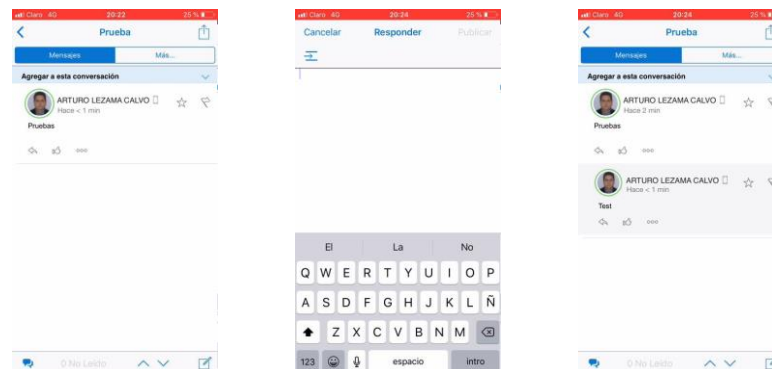 Claro 4G 20:22 25 %
Prueba
Mensajes Más...
Agregar a esta conversación
ARTURO LEZAMA CALVO
Hace < 1 min
Pruebas
0 No Leído
Claro 4G 20:24 25 %
Cancelar Responder Publicar
El La No
Q W E R T Y U I O P
A S D F G H J K L Ñ
Z X C V B N M
123 espacio intro
Claro 4G 20:24 25 %
Prueba
Mensajes Más...
Agregar a esta conversación
ARTURO LEZAMA CALVO
Hace 2 min
Pruebas
ARTURO LEZAMA CALVO
Hace < 1 min
Test
0 No Leído